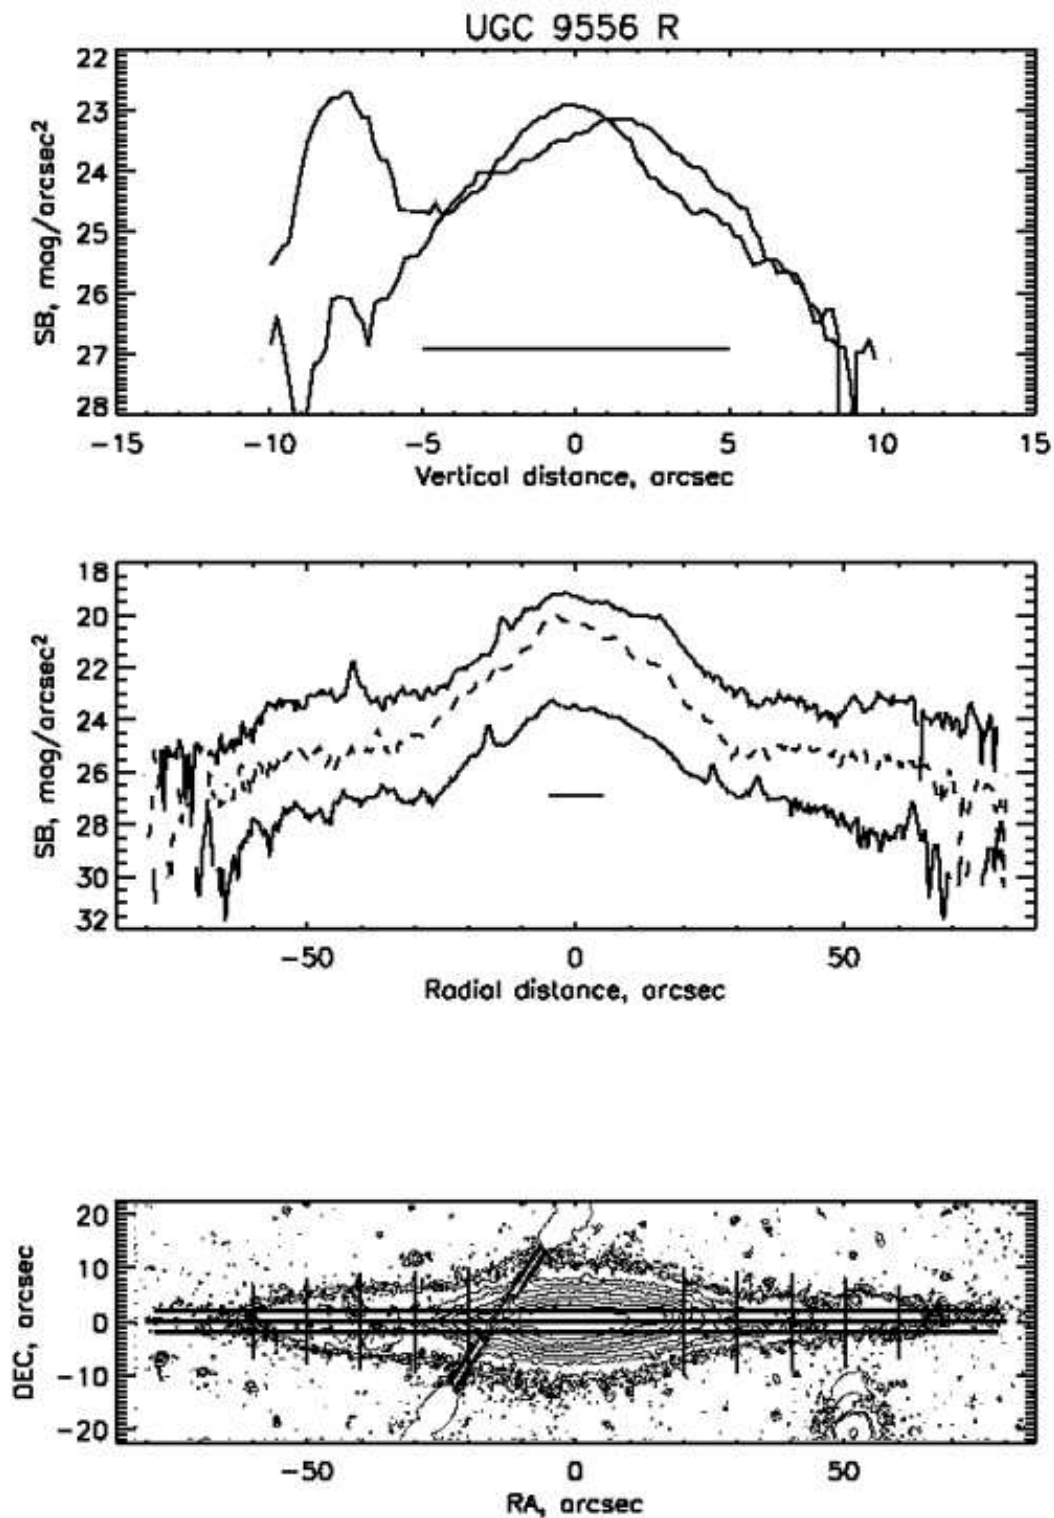 UGC 9556 R
22
23
24
25
26
27
28
SB, mag/arcsec²
−15 −10 −5 0 5 10 15
Vertical distance, arcsec
18
20
22
24
26
28
30
32
SB, mag/arcsec²
−50 0 50
Radial distance, arcsec
20
10
0
−10
−20
DEC, arcsec
−50 0 50
RA, arcsec